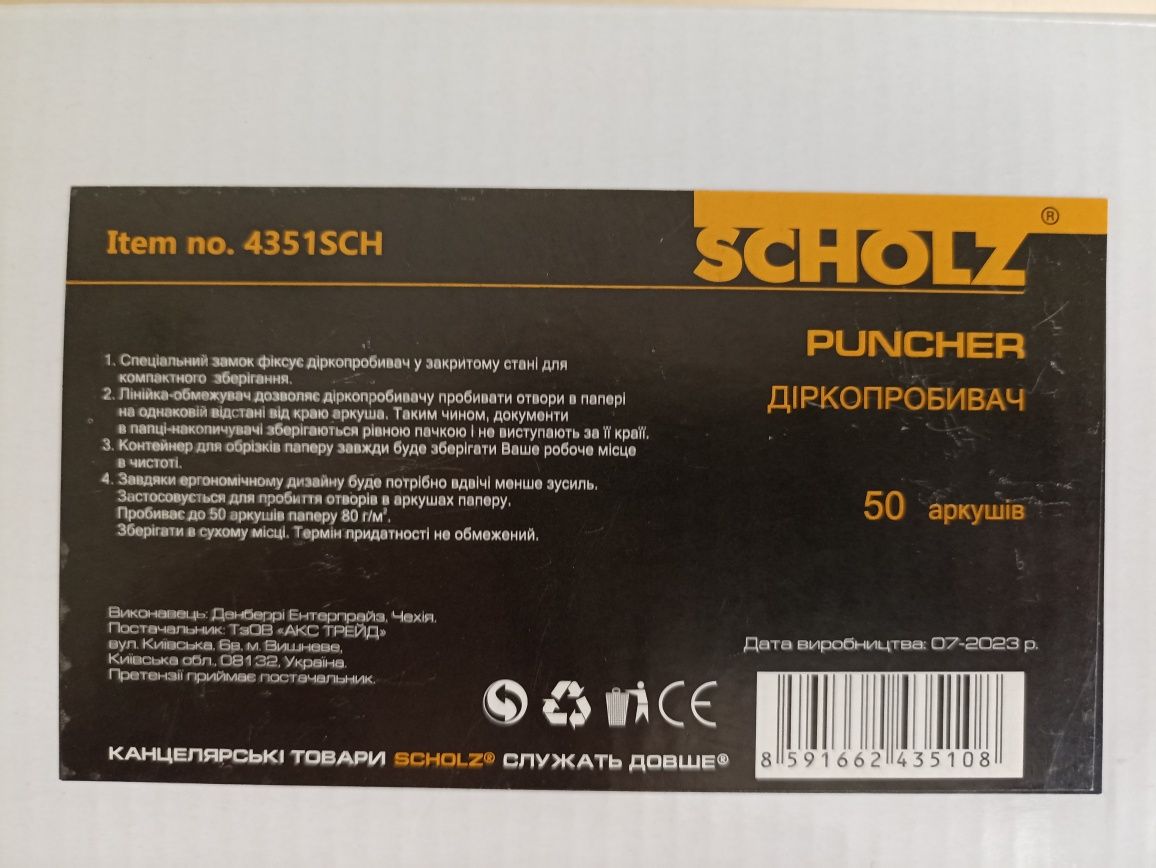 Item no. 4351SCH
SCHOLZ®
PUNCHER
ДІРКОПРОБИВАЧ
1. Спеціальний замок фіксує діркопробивач у закритому стані для
компактного зберігання.
2. Лінійка-обмежувач дозволяє діркопробивачу пробивати отвори в папері
на однаковій відстані від краю аркуша. Таким чином, документи
в папці-накопичувачі зберігаються рівною пачкою і не виступають за її краї.
3. Контейнер для обрізків паперу завжди буде зберігати Ваше робоче місце
в чистоті.
4. Завдяки ергономічному дизайну буде потрібно вдвічі менше зусиль.
Застосовується для пробиття отворів в аркушах паперу.
Пробиває до 50 аркушів паперу 80 г/м².
Зберігати в сухому місці. Термін придатності не обмежений.
50 аркушів
Виконавець: Денберрі Ентерпрайз, Чехія.
Постачальник: ТзОВ «АКС ТРЕЙД»
вул. Київська, 6в, м. Вишневе,
Київська обл., 08132, Україна.
Претензії приймає постачальник.
Дата виробництва: 07-2023 р.
CE
КАНЦЕЛЯРСЬКІ ТОВАРИ SCHOLZ® СЛУЖАТЬ ДОВШЕ®
8 591662 435108